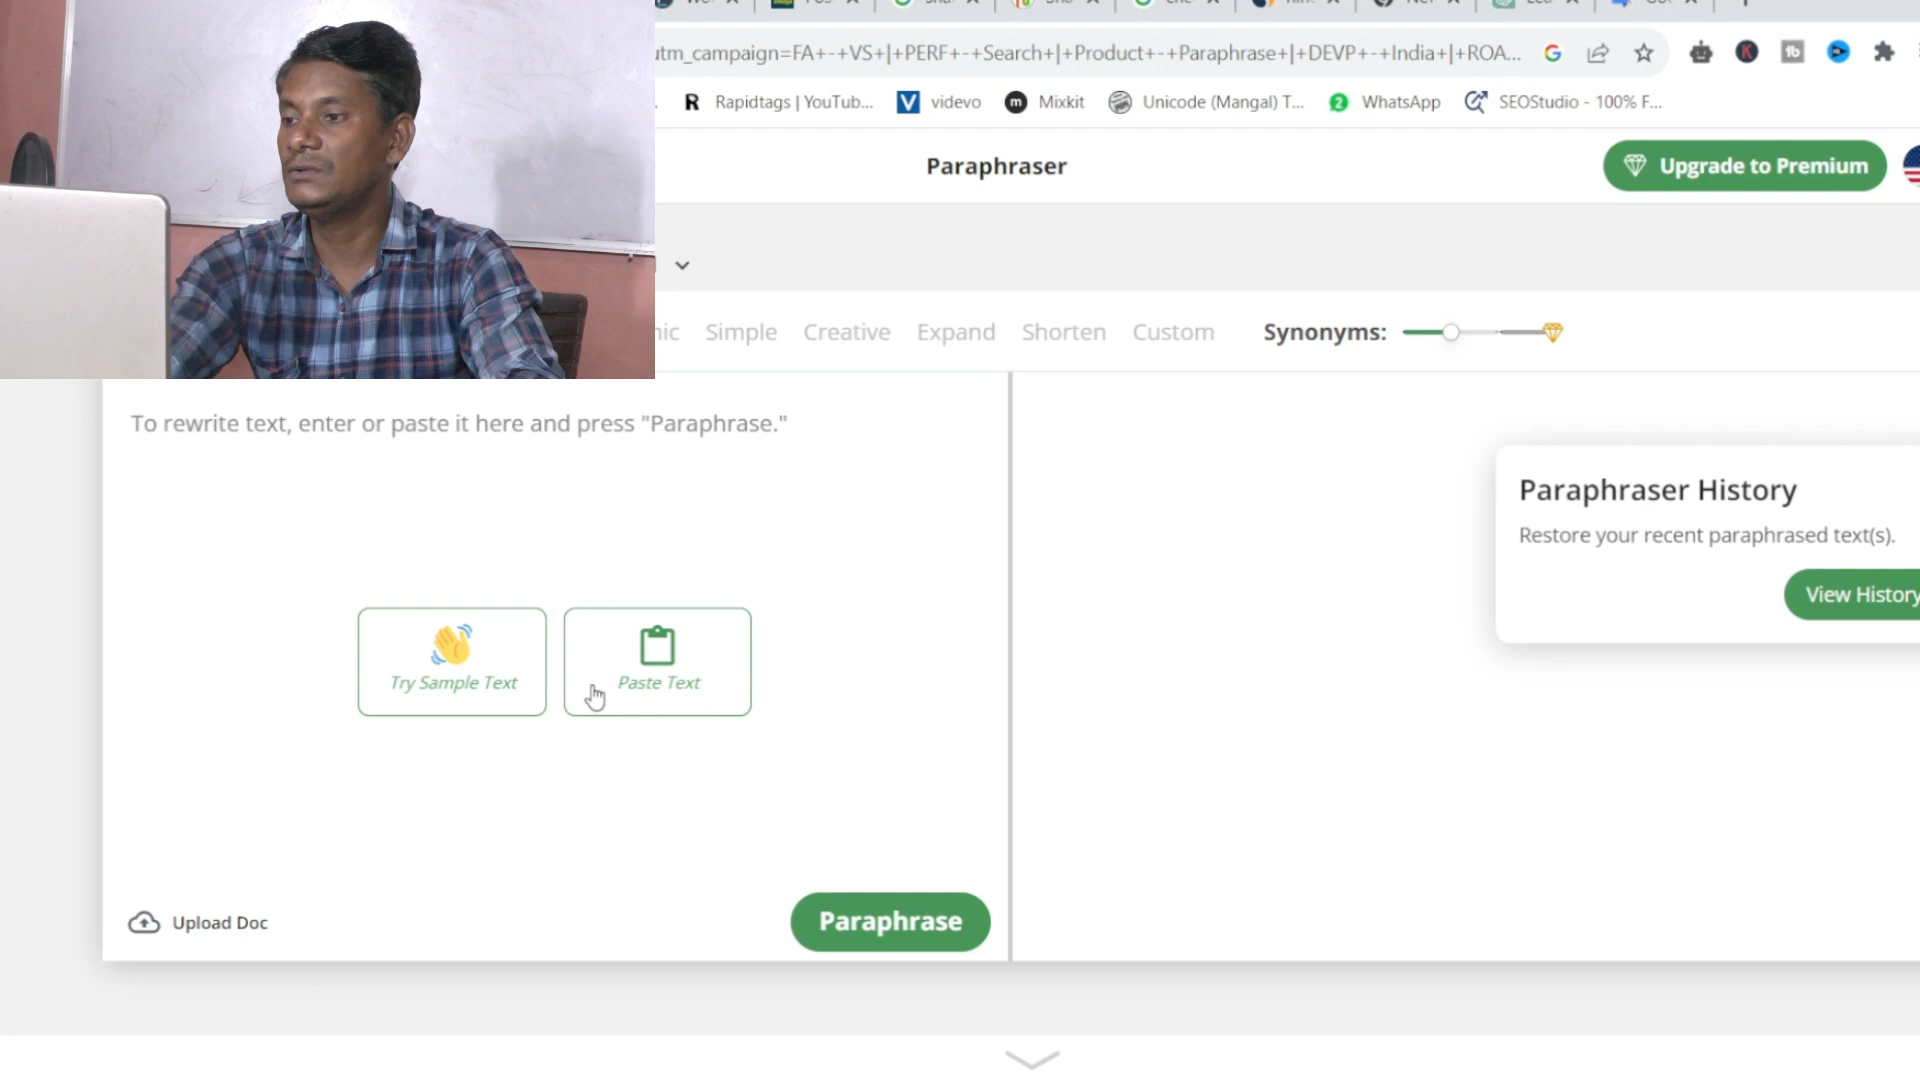 utm_campaign=FA+-+VS+|+PERF+-+Search+|+Product+-+Paraphrase+|+DEVP+-+India+|+ROA...
Rapidtags | YouTub... videvo Mixkit Unicode (Mangal) T... WhatsApp SEOStudio - 100% F...
Paraphraser
Upgrade to Premium
Simple Creative Expand Shorten Custom Synonyms:
To rewrite text, enter or paste it here and press "Paraphrase."
Paraphraser History
Restore your recent paraphrased text(s).
View History
Try Sample Text
Paste Text
Upload Doc
Paraphrase